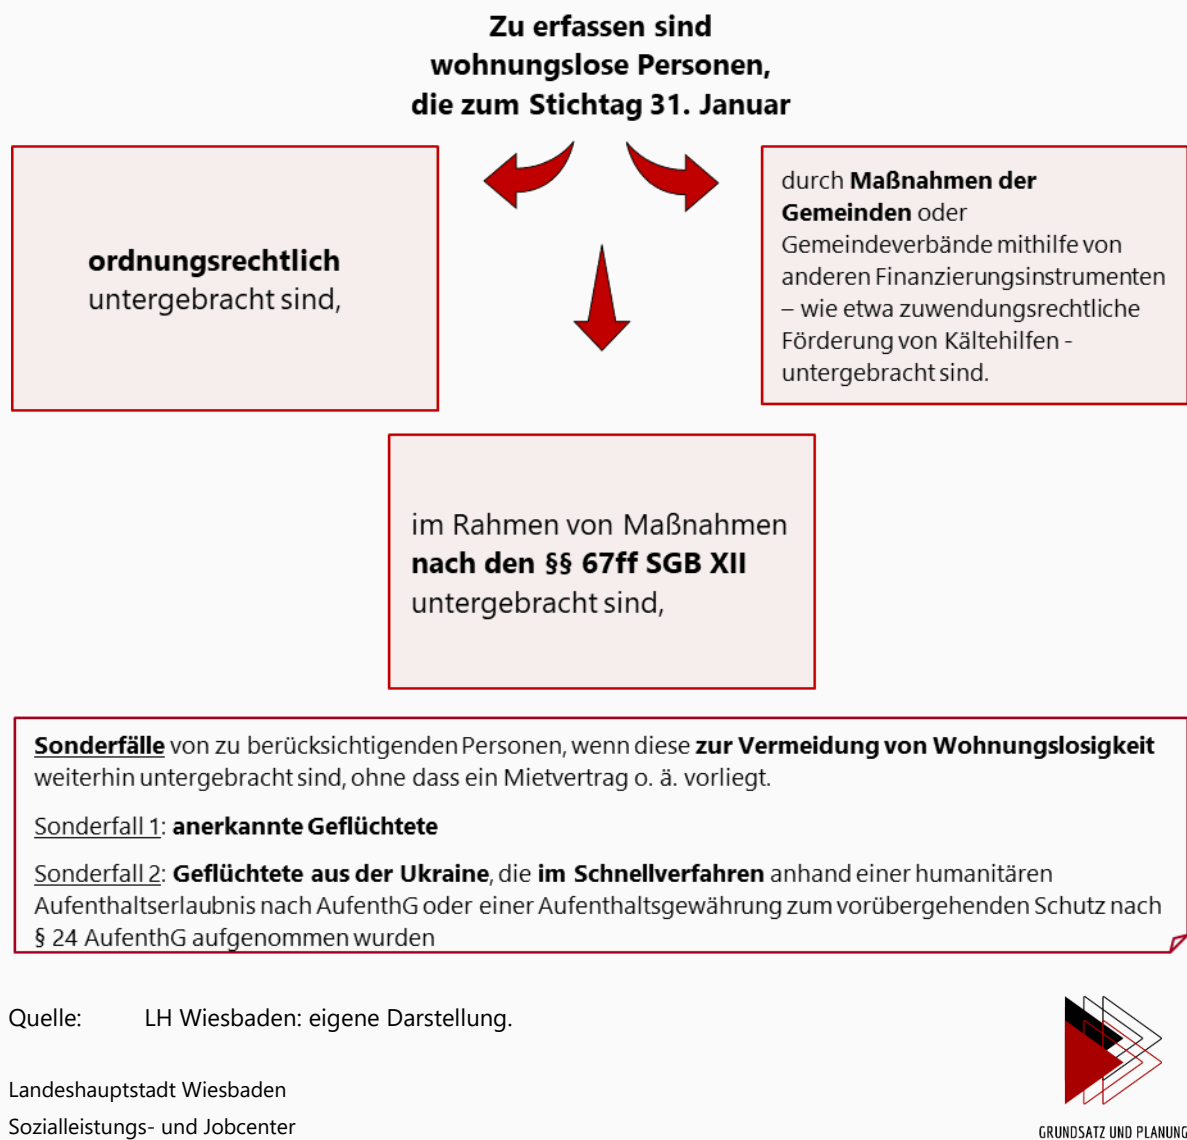 Zu erfassen sind
wohnungslose Personen,
die zum Stichtag 31. Januar
ordnungsrechtlich
untergebracht sind,
durch Maßnahmen der
Gemeinden oder
Gemeindeverbände mithilfe von
anderen Finanzierungsinstrumenten
– wie etwa zuwendungsrechtliche
Förderung von Kältehilfen -
untergebracht sind.
im Rahmen von Maßnahmen
nach den §§ 67ff SGB XII
untergebracht sind,
Sonderfälle von zu berücksichtigenden Personen, wenn diese zur Vermeidung von Wohnungslosigkeit
weiterhin untergebracht sind, ohne dass ein Mietvertrag o. ä. vorliegt.
Sonderfall 1: anerkannte Geflüchtete
Sonderfall 2: Geflüchtete aus der Ukraine, die im Schnellverfahren anhand einer humanitären
Aufenthaltserlaubnis nach AufenthG oder einer Aufenthaltsgewährung zum vorübergehenden Schutz nach
§ 24 AufenthG aufgenommen wurden
Quelle: LH Wiesbaden: eigene Darstellung.
Landeshauptstadt Wiesbaden
Sozialleistungs- und Jobcenter
GRUNDSATZ UND PLANUNG